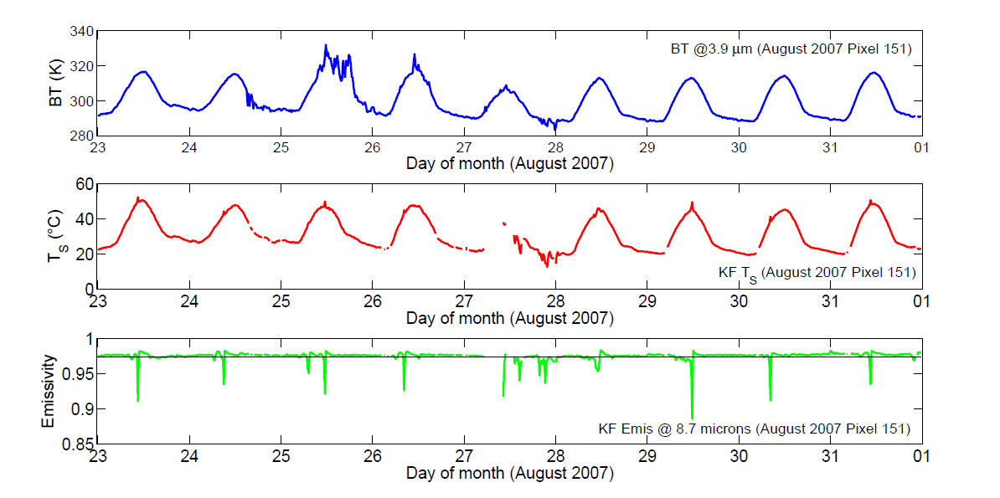 340
320
300
280
BT (K)
BT @3.9 µm (August 2007 Pixel 151)
23 24 25 26 27 28 29 30 31 01
Day of month (August 2007)
60
40
20
0
T_S (°C)
KF T_S (August 2007 Pixel 151)
23 24 25 26 27 28 29 30 31 01
Day of month (August 2007)
1
0.95
0.9
0.85
Emissivity
KF Emis @ 8.7 microns (August 2007 Pixel 151)
23 24 25 26 27 28 29 30 31 01
Day of month (August 2007)